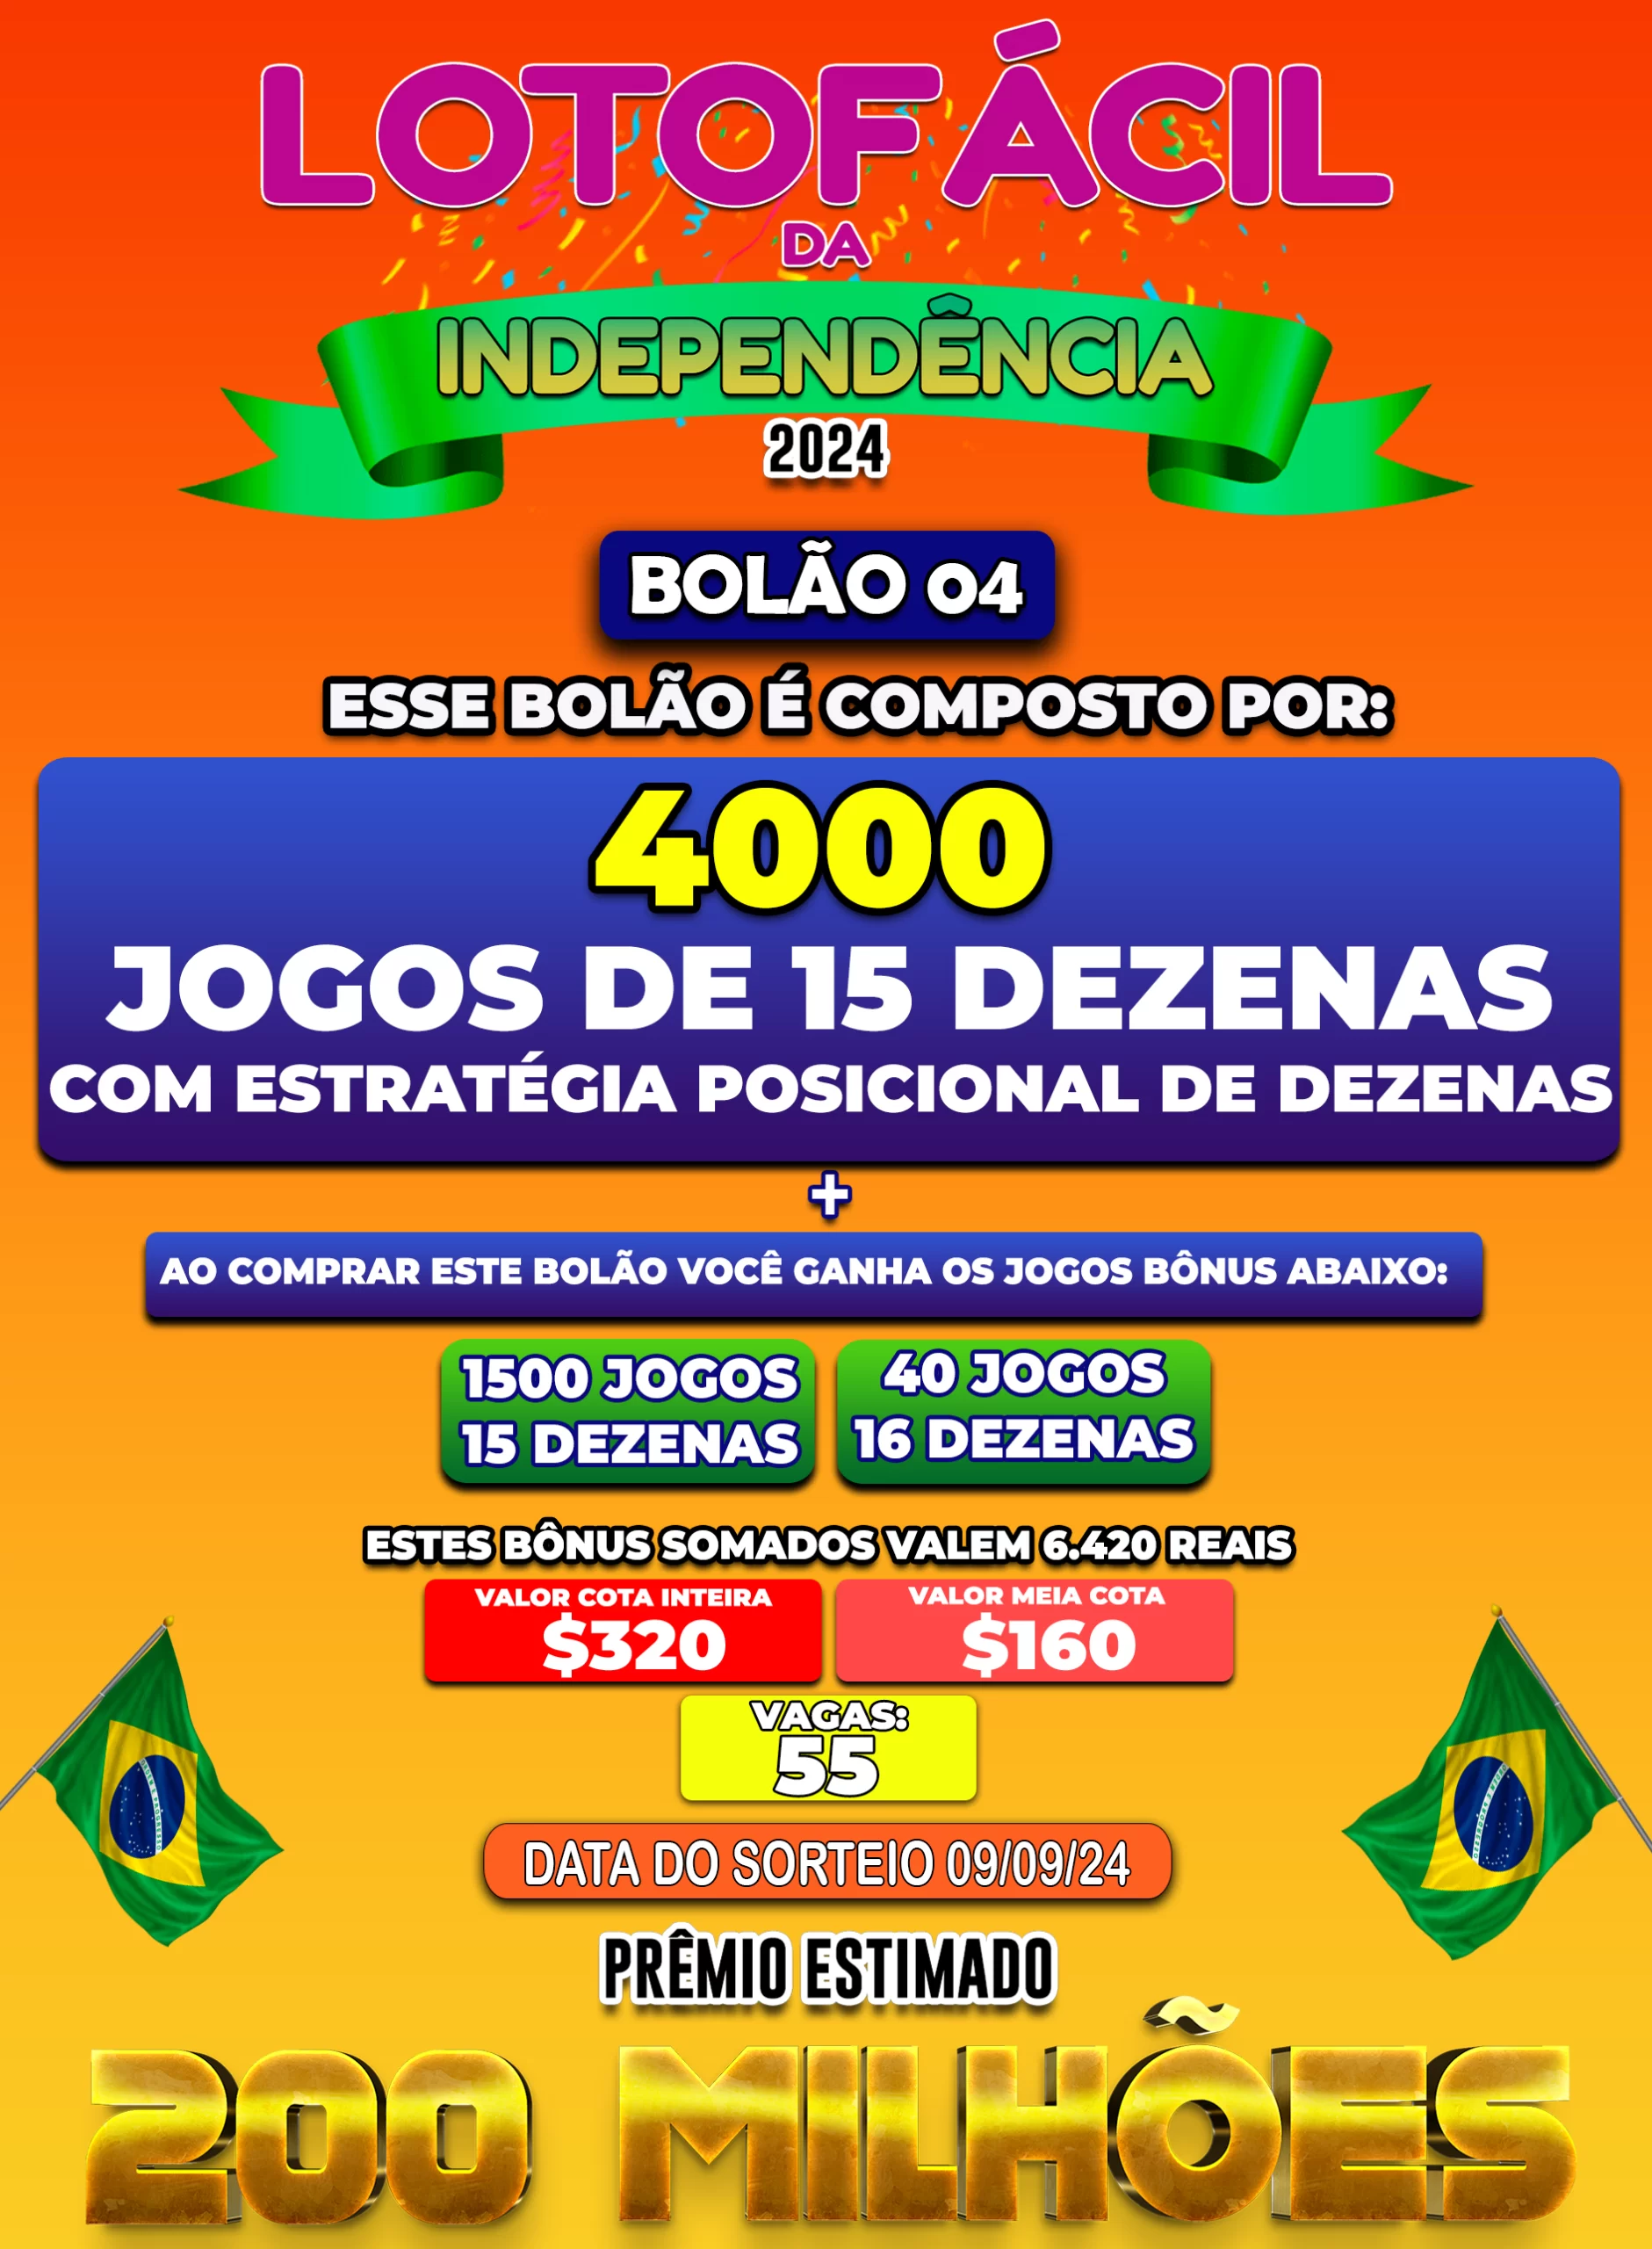 LOTOFÁCIL
DA
INDEPENDÊNCIA
2024
BOLÃO 04
ESSE BOLÃO É COMPOSTO POR:
4000
JOGOS DE 15 DEZENAS
COM ESTRATÉGIA POSICIONAL DE DEZENAS
+
AO COMPRAR ESTE BOLÃO VOCÊ GANHA OS JOGOS BÔNUS ABAIXO:
1500 JOGOS
15 DEZENAS
40 JOGOS
16 DEZENAS
ESTES BÔNUS SOMADOS VALEM 6.420 REAIS
VALOR COTA INTEIRA
$320
VALOR MEIA COTA
$160
VAGAS:
55
DATA DO SORTEIO 09/09/24
PRÊMIO ESTIMADO
200 MILHÕES